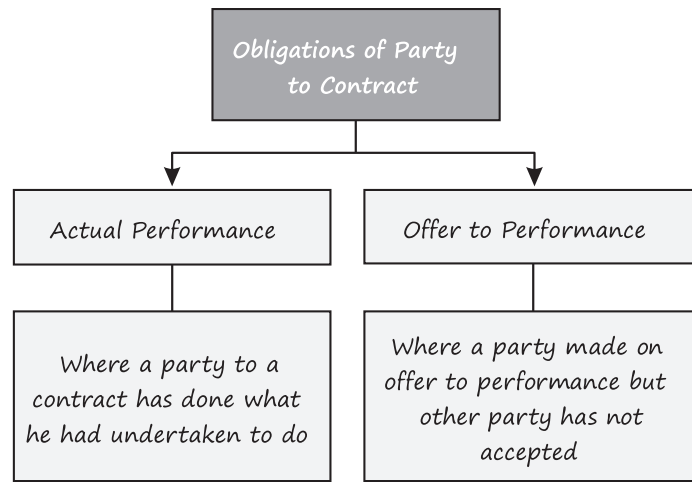 Obligations of Party
to Contract
Actual Performance
Offer to Performance
Where a party to a
contract has done what
he had undertaken to do
Where a party made on
offer to performance but
other party has not
accepted